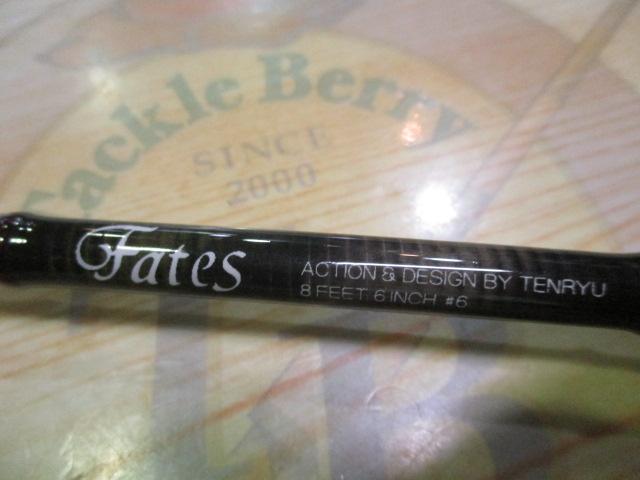 Tackle Berry
SINCE
2000
Fates
ACTION & DESIGN BY TENRYU
8 FEET 6 INCH #6